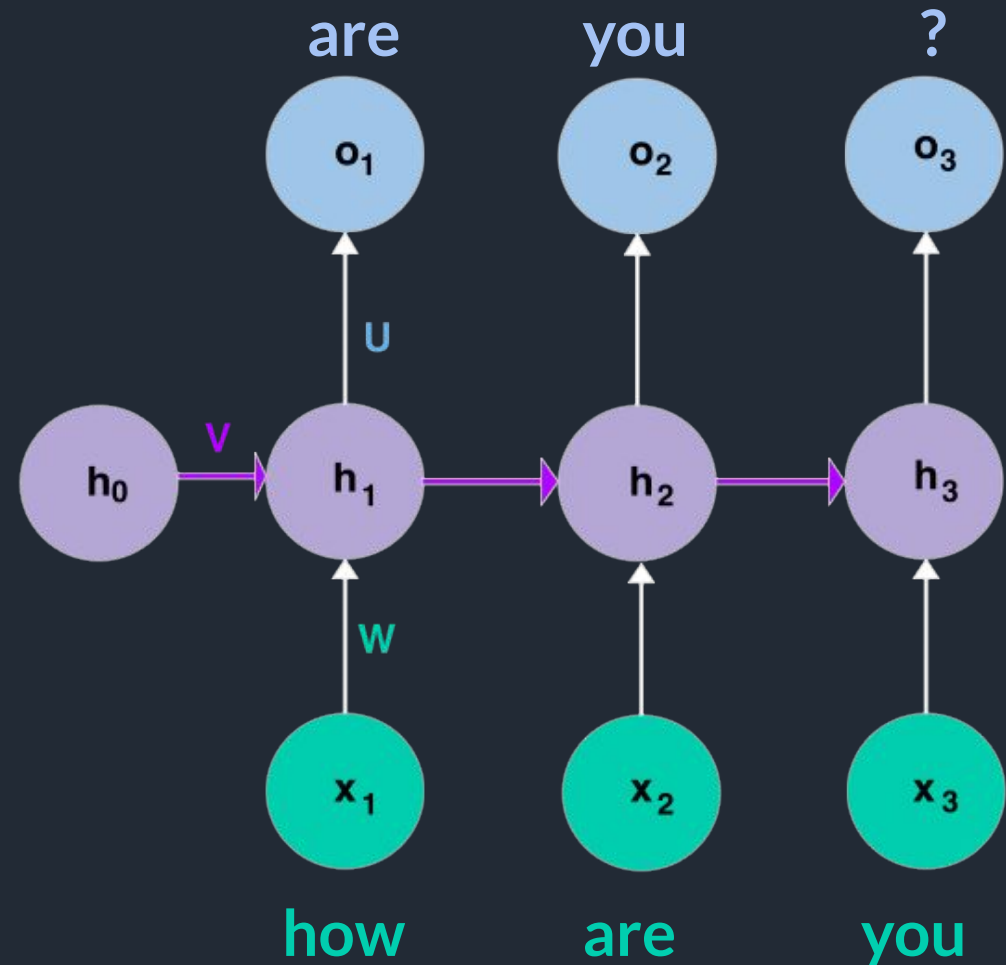 are you ?
o1 o2 o3
U
V
h0 h1 h2 h3
W
x1 x2 x3
how are you